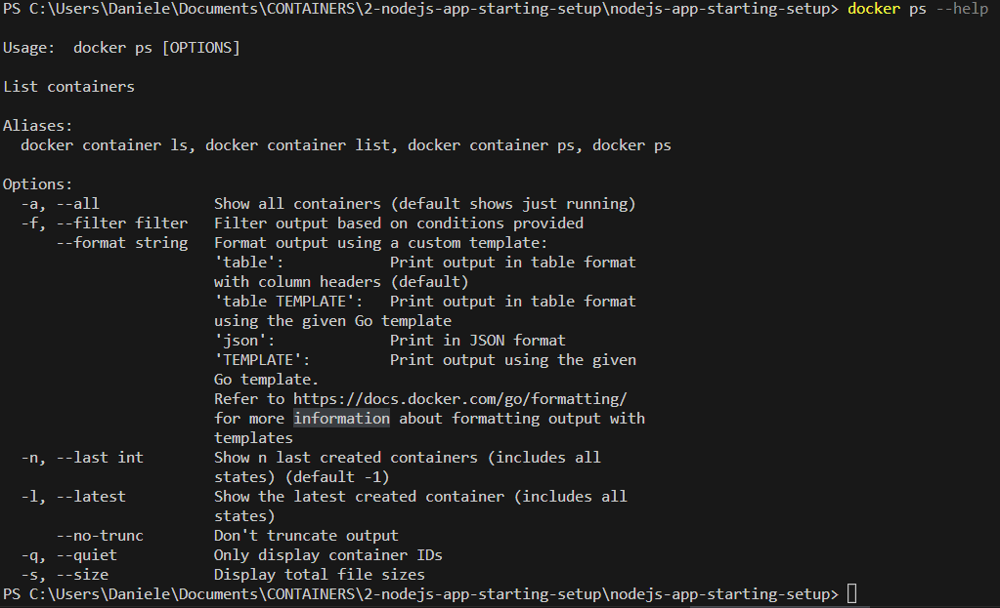 PS C:\Users\Daniele\Documents\CONTAINERS\2-nodejs-app-starting-setup\nodejs-app-starting-setup> docker ps --help
Usage:  docker ps [OPTIONS]
List containers
Aliases:
  docker container ls, docker container list, docker container ps, docker ps
Options:
  -a, --all             Show all containers (default shows just running)
  -f, --filter filter   Filter output based on conditions provided
      --format string   Format output using a custom template:
                        'table':            Print output in table format
                        with column headers (default)
                        'table TEMPLATE':   Print output in table format
                        using the given Go template
                        'json':             Print in JSON format
                        'TEMPLATE':         Print output using the given
                        Go template.
                        Refer to https://docs.docker.com/go/formatting/
                        for more information about formatting output with
                        templates
  -n, --last int        Show n last created containers (includes all
                        states) (default -1)
  -l, --latest          Show the latest created container (includes all
                        states)
      --no-trunc        Don't truncate output
  -q, --quiet           Only display container IDs
  -s, --size            Display total file sizes
PS C:\Users\Daniele\Documents\CONTAINERS\2-nodejs-app-starting-setup\nodejs-app-starting-setup>